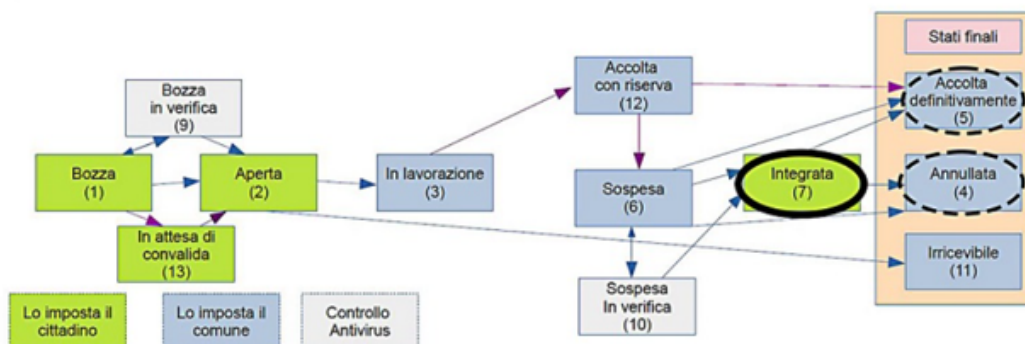 Stati finali
Accolta
con riserva
(12)
Accolta
definitivamente
(5)
Bozza
in verifica
(9)
Bozza
(1)
Aperta
(2)
In lavorazione
(3)
Sospesa
(6)
Integrata
(7)
Annullata
(4)
In attesa di
convalida
(13)
Irricevibile
(11)
Sospesa
In verifica
(10)
Lo imposta il
cittadino
Lo imposta il
comune
Controllo
Antivirus